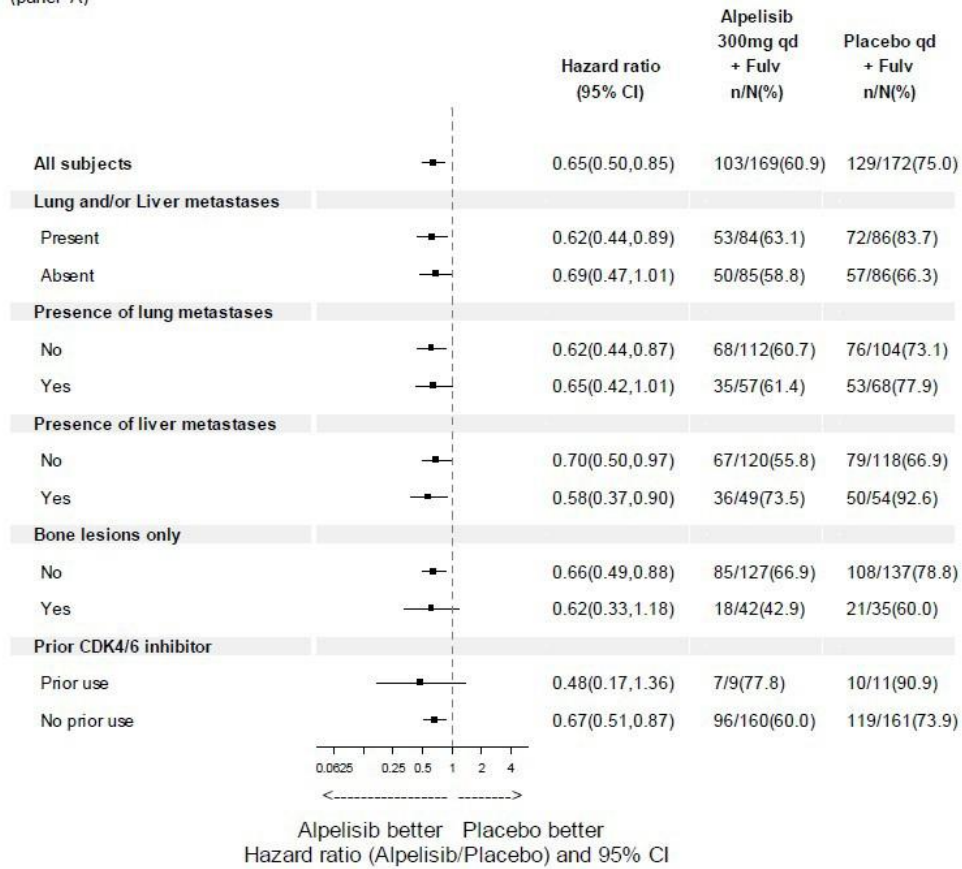 (panel A)
Alpelisib
300mg qd Placebo qd
Hazard ratio + Fulv + Fulv
(95% CI) n/N(%) n/N(%)
All subjects 0.65(0.50,0.85) 103/169(60.9) 129/172(75.0)
Lung and/or Liver metastases
Present 0.62(0.44,0.89) 53/84(63.1) 72/86(83.7)
Absent 0.69(0.47,1.01) 50/85(58.8) 57/86(66.3)
Presence of lung metastases
No 0.62(0.44,0.87) 68/112(60.7) 76/104(73.1)
Yes 0.65(0.42,1.01) 35/57(61.4) 53/68(77.9)
Presence of liver metastases
No 0.70(0.50,0.97) 67/120(55.8) 79/118(66.9)
Yes 0.58(0.37,0.90) 36/49(73.5) 50/54(92.6)
Bone lesions only
No 0.66(0.49,0.88) 85/127(66.9) 108/137(78.8)
Yes 0.62(0.33,1.18) 18/42(42.9) 21/35(60.0)
Prior CDK4/6 inhibitor
Prior use 0.48(0.17,1.36) 7/9(77.8) 10/11(90.9)
No prior use 0.67(0.51,0.87) 96/160(60.0) 119/161(73.9)
0.0625 0.25 0.5 1 2 4
<------------------ -------->
Alpelisib better Placebo better
Hazard ratio (Alpelisib/Placebo) and 95% CI